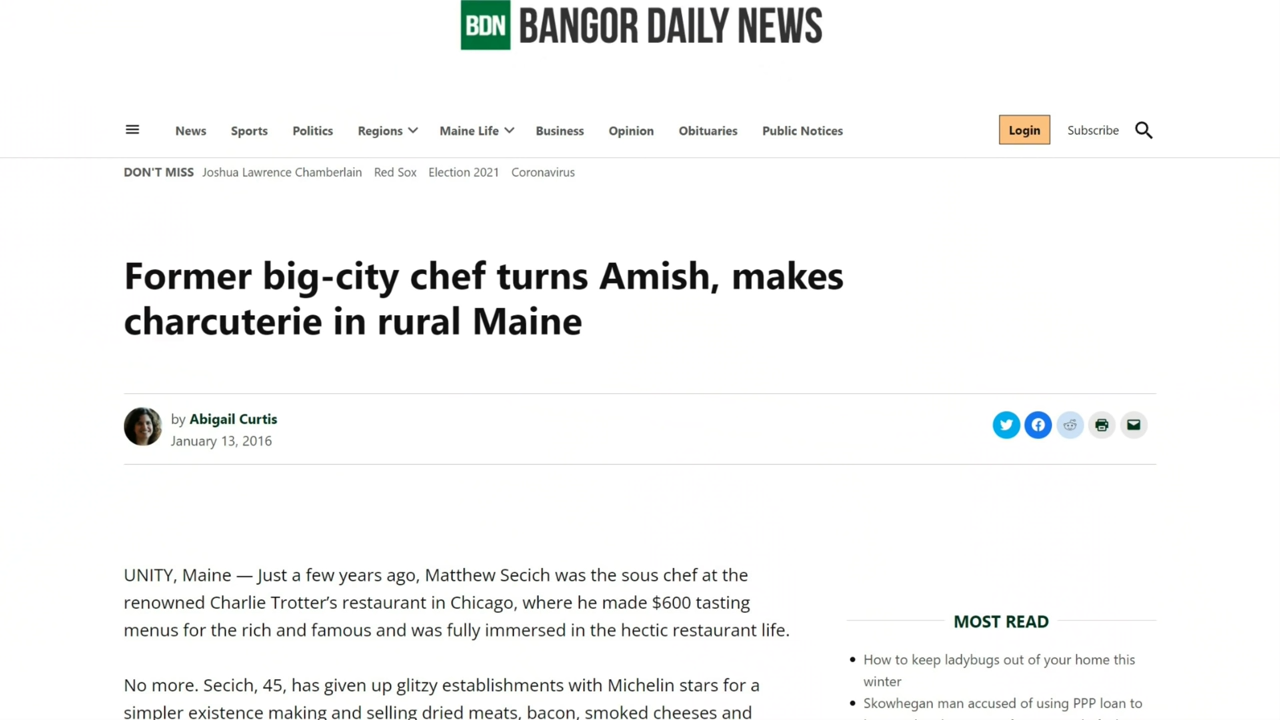 BDN BANGOR DAILY NEWS
News Sports Politics Regions Maine Life Business Opinion Obituaries Public Notices Login Subscribe
DON'T MISS Joshua Lawrence Chamberlain Red Sox Election 2021 Coronavirus
Former big-city chef turns Amish, makes
charcuterie in rural Maine
by Abigail Curtis
January 13, 2016
UNITY, Maine — Just a few years ago, Matthew Secich was the sous chef at the
renowned Charlie Trotter’s restaurant in Chicago, where he made $600 tasting
menus for the rich and famous and was fully immersed in the hectic restaurant life.
No more. Secich, 45, has given up glitzy establishments with Michelin stars for a
simpler existence making and selling dried meats, bacon, smoked cheeses and
MOST READ
How to keep ladybugs out of your home this
winter
Skowhegan man accused of using PPP loan to